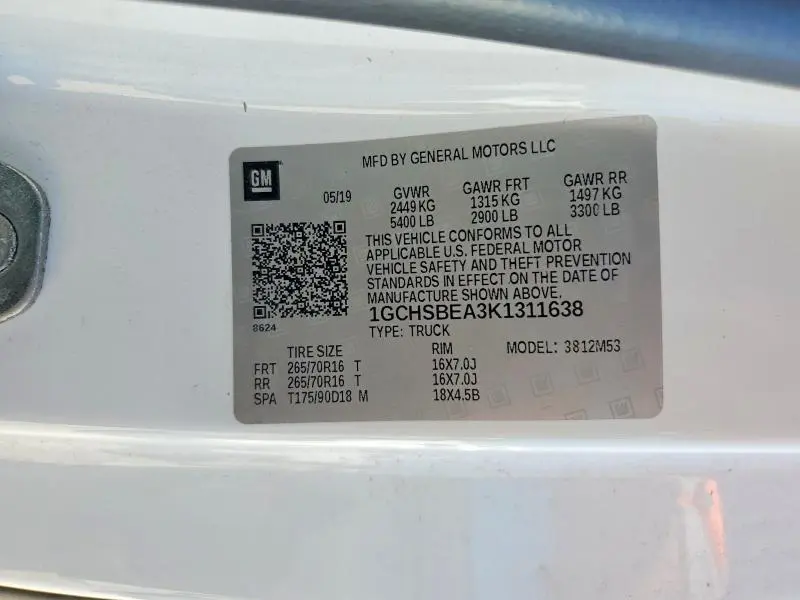 GM
MFD BY GENERAL MOTORS LLC
05/19 GVWR GAWR FRT GAWR RR
2449 KG 1315 KG 1497 KG
5400 LB 2900 LB 3300 LB
THIS VEHICLE CONFORMS TO ALL
APPLICABLE U.S. FEDERAL MOTOR
VEHICLE SAFETY AND THEFT PREVENTION
STANDARDS IN EFFECT ON THE DATE OF
MANUFACTURE SHOWN ABOVE.
1GCHSBEA3K1311638
8624
TYPE: TRUCK
TIRE SIZE RIM MODEL: 3812M53
FRT 265/70R16 T 16X7.0J
RR 265/70R16 T 16X7.0J
SPA T175/90D18 M 18X4.5B